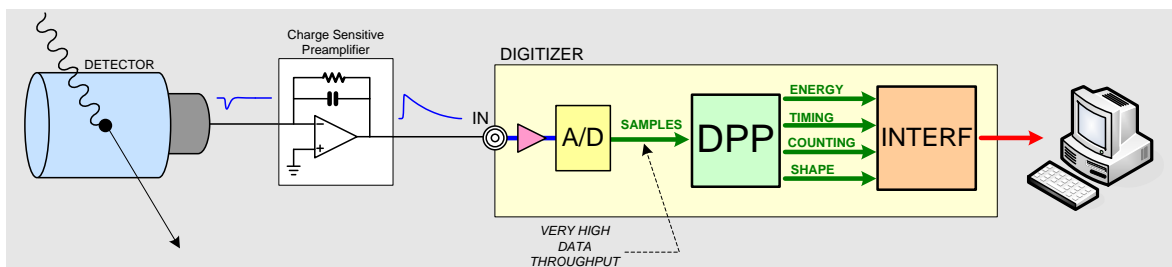 Charge Sensitive
Preamplifier
DETECTOR
DIGITIZER
IN
A/D
SAMPLES
DPP
ENERGY
TIMING
COUNTING
SHAPE
INTERF
VERY HIGH
DATA
THROUGHPUT